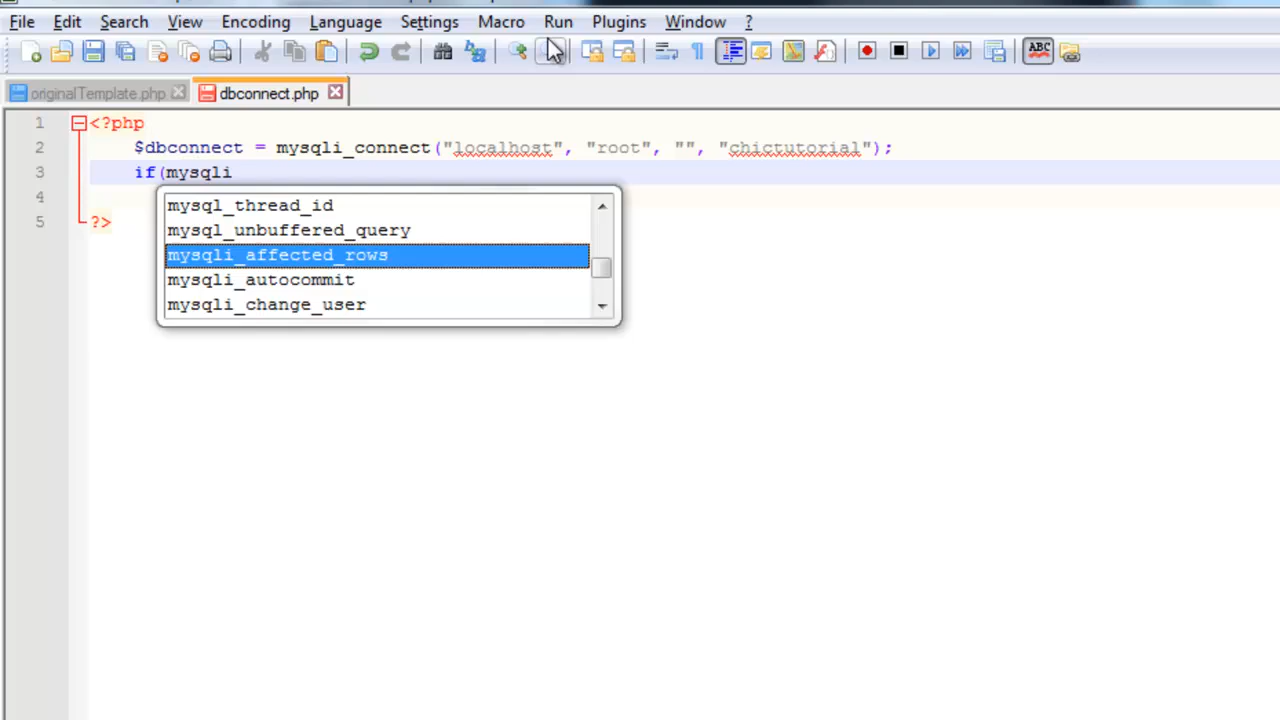 File Edit Search View Encoding Language Settings Macro Run Plugins Window ?
ABC
originalTemplate.php dbconnect.php
1 <?php
2 $dbconnect = mysqli_connect("localhost", "root", "", "chictutorial");
3 if(mysqli
4
5 ?>
mysql_thread_id
mysql_unbuffered_query
mysqli_affected_rows
mysqli_autocommit
mysqli_change_user